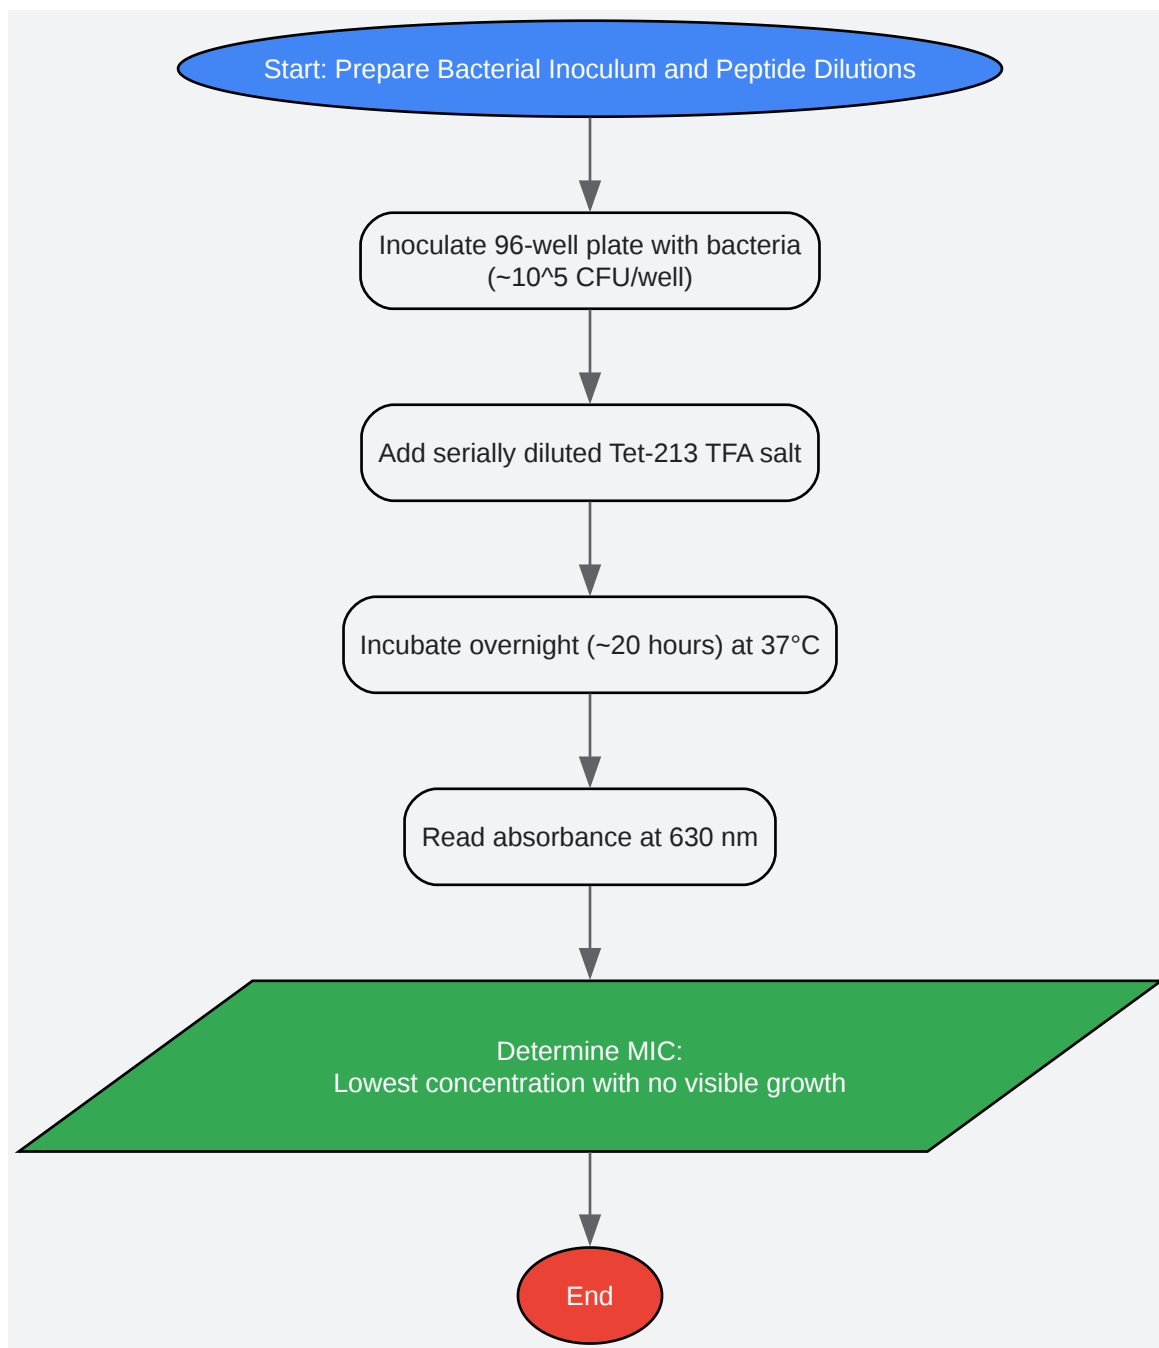 Start: Prepare Bacterial Inoculum and Peptide Dilutions
Inoculate 96-well plate with bacteria
(~10^5 CFU/well)
Add serially diluted Tet-213 TFA salt
Incubate overnight (~20 hours) at 37°C
Read absorbance at 630 nm
Determine MIC:
Lowest concentration with no visible growth
End